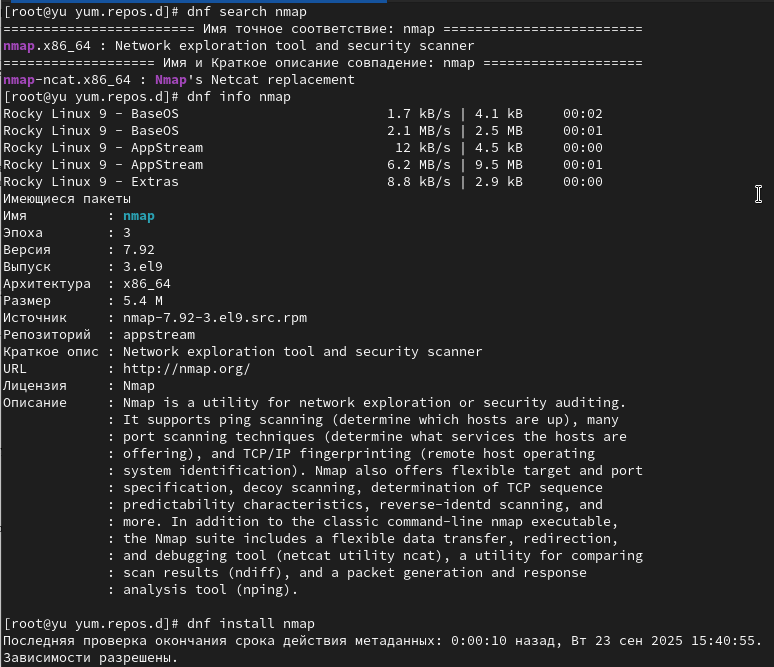 [root@yu yum.repos.d]# dnf search nmap
======================== Имя точное соответствие: nmap =========================
nmap.x86_64 : Network exploration tool and security scanner
=================== Имя и Краткое описание совпадение: nmap ====================
nmap-ncat.x86_64 : Nmap's Netcat replacement
[root@yu yum.repos.d]# dnf info nmap
Rocky Linux 9 - BaseOS                          1.7 kB/s | 4.1 kB     00:02
Rocky Linux 9 - BaseOS                          2.1 MB/s | 2.5 MB     00:01
Rocky Linux 9 - AppStream                        12 kB/s | 4.5 kB     00:00
Rocky Linux 9 - AppStream                       6.2 MB/s | 9.5 MB     00:01
Rocky Linux 9 - Extras                          8.8 kB/s | 2.9 kB     00:00
Имеющиеся пакеты
Имя          : nmap
Эпоха        : 3
Версия       : 7.92
Выпуск       : 3.el9
Архитектура  : x86_64
Размер       : 5.4 M
Источник     : nmap-7.92-3.el9.src.rpm
Репозиторий  : appstream
Краткое опис : Network exploration tool and security scanner
URL          : http://nmap.org/
Лицензия     : Nmap
Описание     : Nmap is a utility for network exploration or security auditing.
             : It supports ping scanning (determine which hosts are up), many
             : port scanning techniques (determine what services the hosts are
             : offering), and TCP/IP fingerprinting (remote host operating
             : system identification). Nmap also offers flexible target and port
             : specification, decoy scanning, determination of TCP sequence
             : predictability characteristics, reverse-identd scanning, and
             : more. In addition to the classic command-line nmap executable,
             : the Nmap suite includes a flexible data transfer, redirection,
             : and debugging tool (netcat utility ncat), a utility for comparing
             : scan results (ndiff), and a packet generation and response
             : analysis tool (nping).
[root@yu yum.repos.d]# dnf install nmap
Последняя проверка окончания срока действия метаданных: 0:00:10 назад, Вт 23 сен 2025 15:40:55.
Зависимости разрешены.